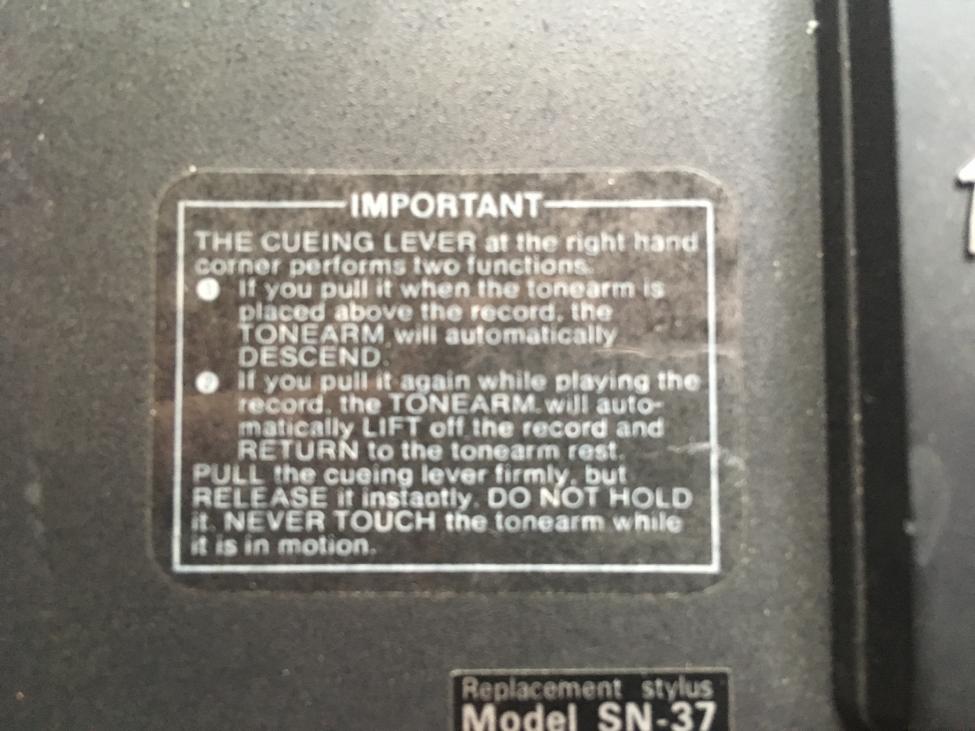 IMPORTANT
THE CUEING LEVER at the right hand
corner performs two functions.
❶ If you pull it when the tonearm is
placed above the record, the
TONEARM will automatically
DESCEND.
❷ If you pull it again while playing the
record, the TONEARM will auto-
matically LIFT off the record and
RETURN to the tonearm rest.
PULL the cueing lever firmly, but
RELEASE it instantly. DO NOT HOLD
it. NEVER TOUCH the tonearm while
it is in motion.
Replacement stylus
Model SN-37